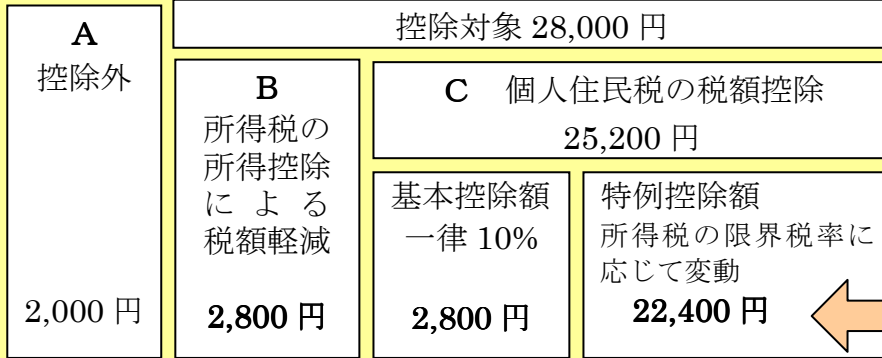 A
控除外
2,000 円
控除対象 28,000 円
B
所得税の
所得控除
による
税額軽減
2,800 円
C 個人住民税の税額控除
25,200 円
基本控除額
一律 10%
2,800 円
特例控除額
所得税の限界税率に
応じて変動
22,400 円